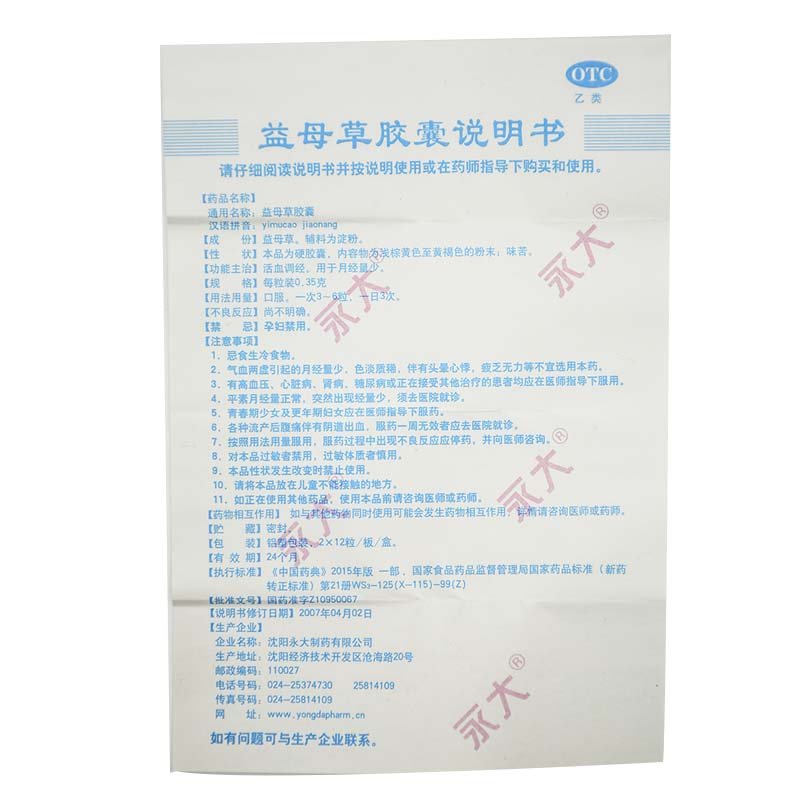 OTC
乙类
益母草胶囊说明书
请仔细阅读说明书并按说明使用或在药师指导下购买和使用。
【药品名称】
通用名称：益母草胶囊
汉语拼音：yimucao jiaonang
【成　　份】益母草。辅料为淀粉。
【性　　状】本品为硬胶囊，内容物为浅棕黄色至黄褐色的粉末；味苦。
【功能主治】活血调经。用于月经量少。
【规　　格】每粒装0.35克
【用法用量】口服，一次3～6粒，一日3次。
【不良反应】尚不明确。
【禁　　忌】孕妇禁用。
【注意事项】
1．忌食生冷食物。
2．气血两虚引起的月经量少，色淡质稀，伴有头晕心悸，疲乏无力等不宜选用本药。
3．有高血压、心脏病、肾病、糖尿病或正在接受其他治疗的患者均应在医师指导下服用。
4．平素月经量正常，突然出现经量少，须去医院就诊。
5．青春期少女及更年期妇女应在医师指导下服药。
6．各种流产后腹痛伴有阴道出血，服药一周无效者应去医院就诊。
7．按照用法用量服用，服药过程中出现不良反应应停药，并向医师咨询。
8．对本品过敏者禁用，过敏体质者慎用。
9．本品性状发生改变时禁止使用。
10．请将本品放在儿童不能接触的地方。
11．如正在使用其他药品，使用本品前请咨询医师或药师。
【药物相互作用】如与其他药物同时使用可能会发生药物相互作用，详情请咨询医师或药师。
【贮　　藏】密封。
【包　　装】铝塑包装、2×12粒/板/盒。
【有 效 期】24个月
【执行标准】《中国药典》2015年版 一部、国家食品药品监督管理局国家药品标准（新药
转正标准）第21册WS₃-125(X-115)-99(Z)
【批准文号】国药准字Z10950067
【说明书修订日期】2007年04月02日
【生产企业】
企业名称：沈阳永大制药有限公司
生产地址：沈阳经济技术开发区沧海路20号
邮政编码：110027
电话号码：024-25374730　25814109
传真号码：024-25814109
网　　址：www.yongdapharm.cn
如有问题可与生产企业联系。
永大®
永大®
永大®
永大®
永大®